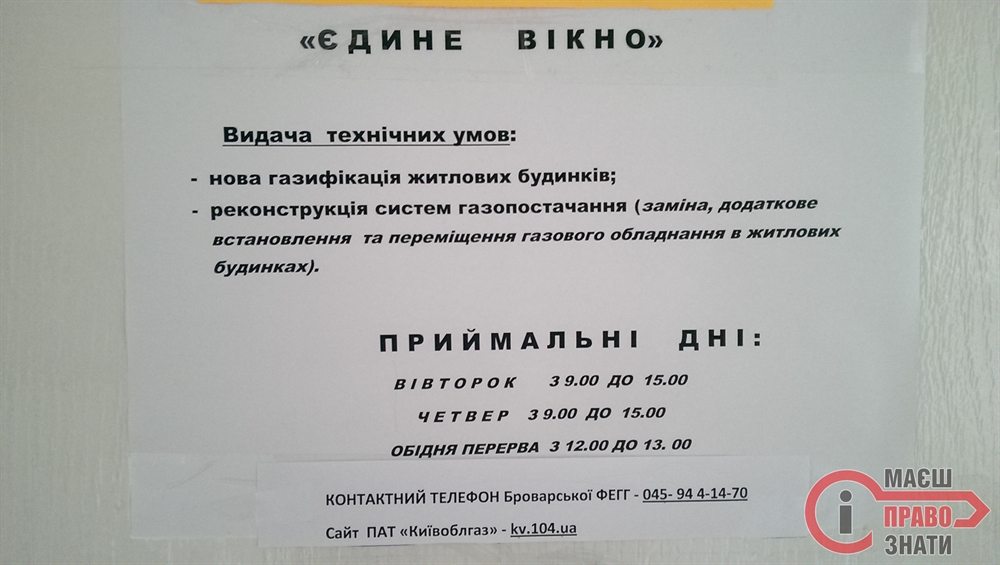 «ЄДИНЕ ВІКНО»
Видача технічних умов:
- нова газифікація житлових будинків;
- реконструкція систем газопостачання (заміна, додаткове
встановлення та переміщення газового обладнання в житлових
будинках).
ПРИЙМАЛЬНІ ДНІ:
ВІВТОРОК З 9.00 ДО 15.00
ЧЕТВЕР З 9.00 ДО 15.00
ОБІДНЯ ПЕРЕРВА З 12.00 ДО 13. 00
КОНТАКТНИЙ ТЕЛЕФОН Броварської ФЕГГ - 045- 94 4-14-70
Сайт ПАТ «Київоблгаз» - kv.104.ua
і
МАЄШ
ПРАВО
ЗНАТИ